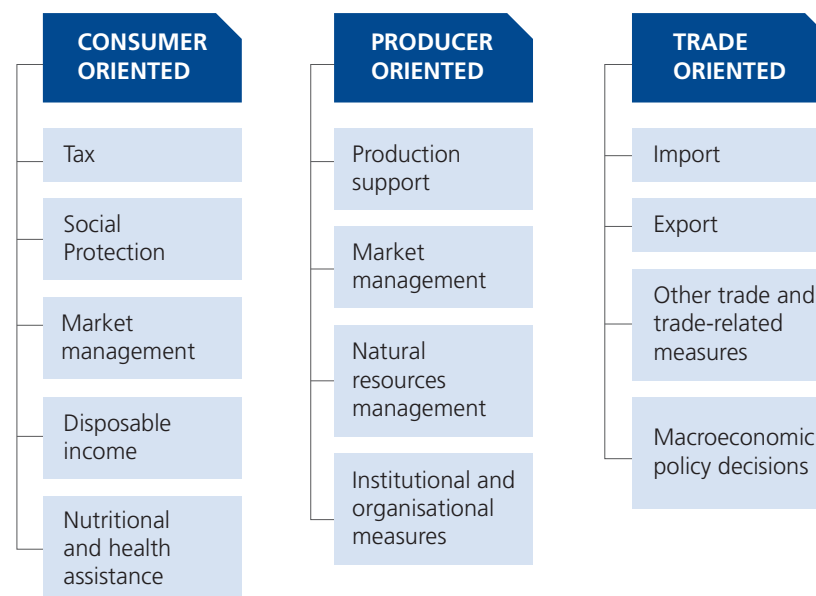 CONSUMER
ORIENTED
Tax
Social
Protection
Market
management
Disposable
income
Nutritional
and health
assistance
PRODUCER
ORIENTED
Production
support
Market
management
Natural
resources
management
Institutional and
organisational
measures
TRADE
ORIENTED
Import
Export
Other trade and
trade-related
measures
Macroeconomic
policy decisions